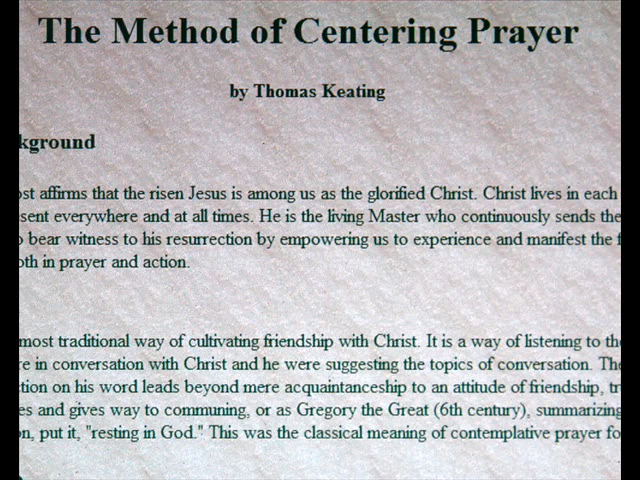 The Method of Centering Prayer
by Thomas Keating
kground
ost affirms that the risen Jesus is among us as the glorified Christ. Christ lives in each
sent everywhere and at all times. He is the living Master who continuously sends the
o bear witness to his resurrection by empowering us to experience and manifest the f
oth in prayer and action.
most traditional way of cultivating friendship with Christ. It is a way of listening to the
re in conversation with Christ and he were suggesting the topics of conversation. The
ction on his word leads beyond mere acquaintanceship to an attitude of friendship, tr
es and gives way to communing, or as Gregory the Great (6th century), summarizing
on, put it, "resting in God." This was the classical meaning of contemplative prayer fo